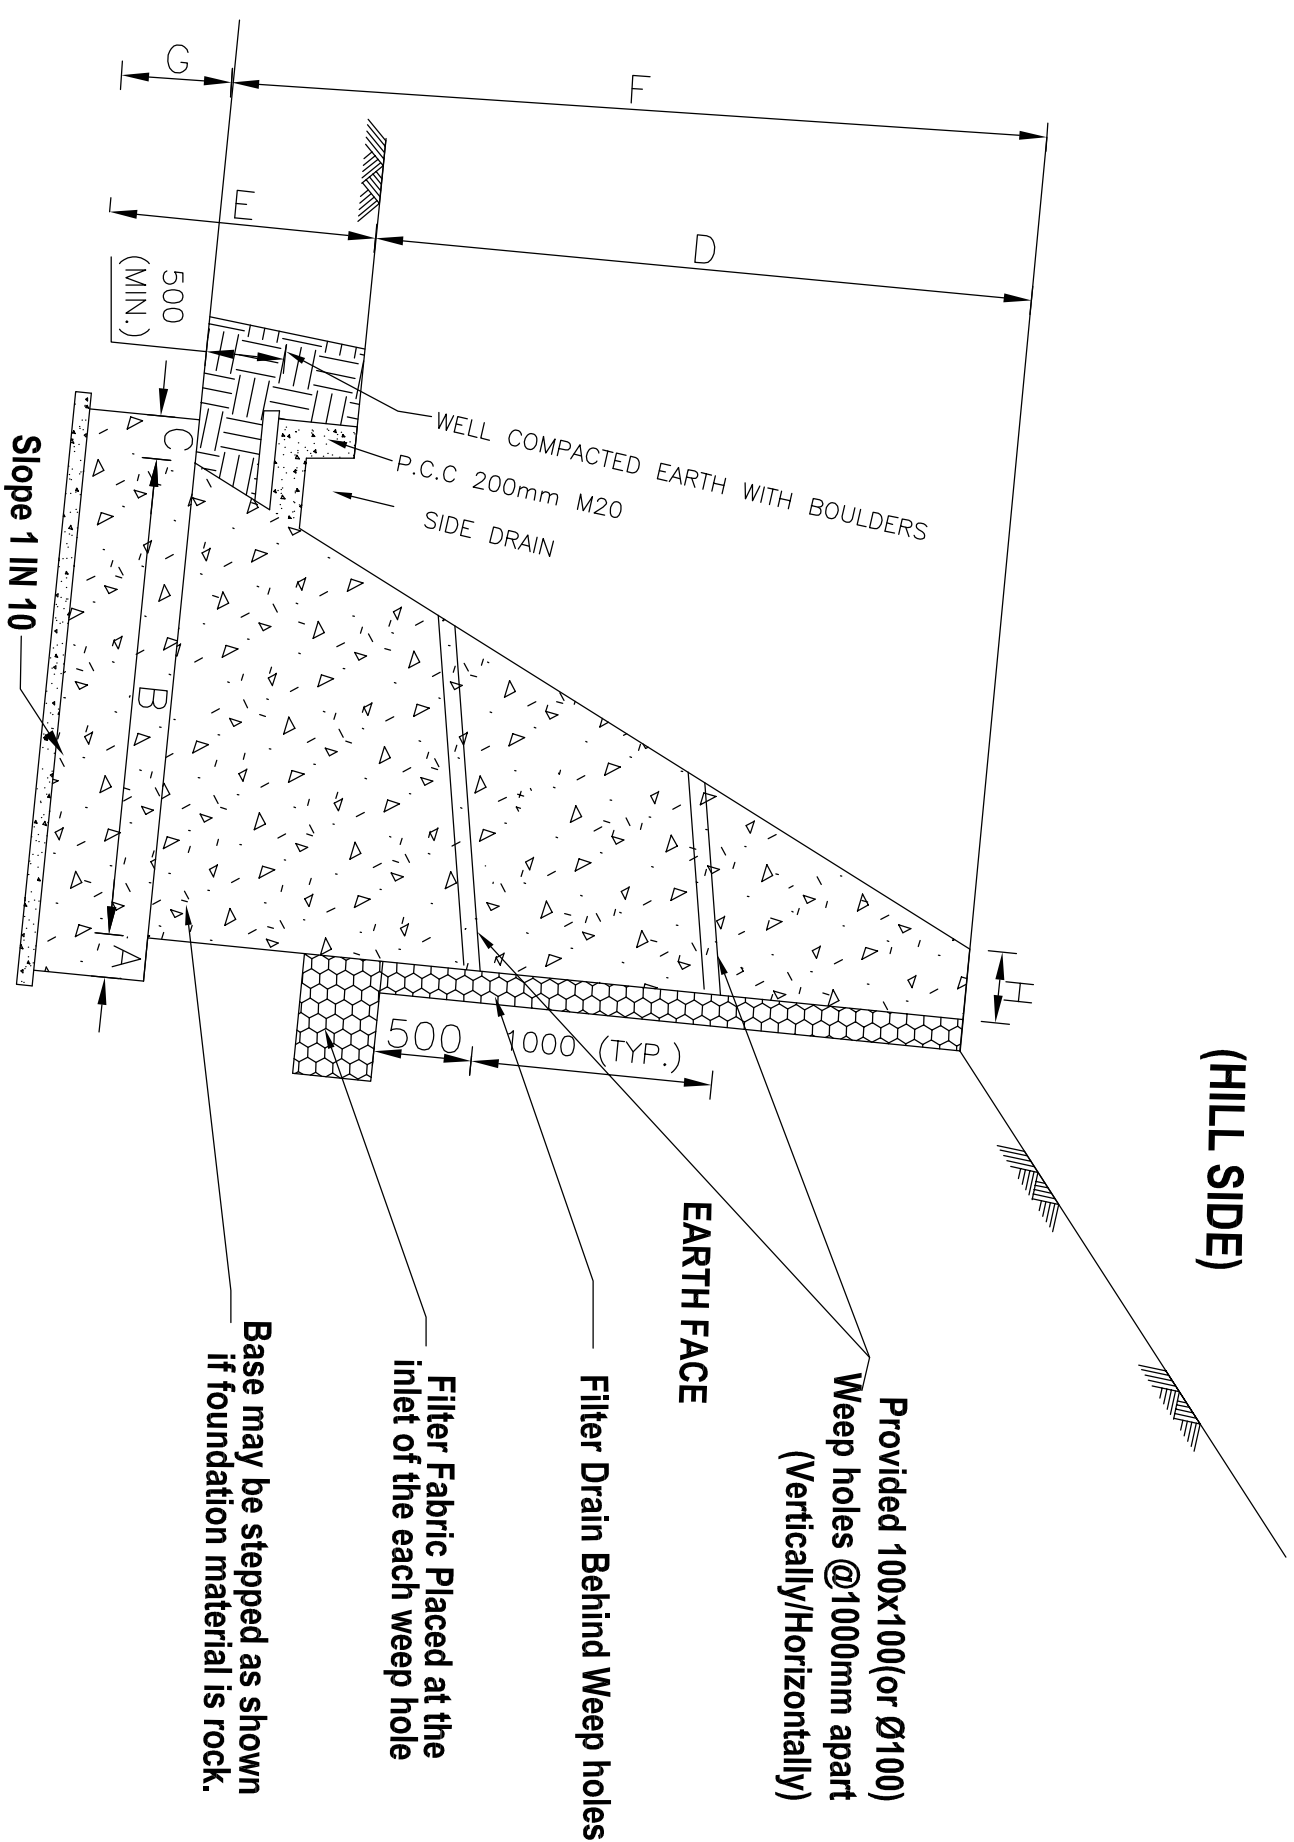 (HILL SIDE)
Provided 100x100(or Ø100)
Weep holes @1000mm apart
(Vertically/Horizontally)
EARTH FACE
Filter Drain Behind Weep holes
Filter Fabric Placed at the
inlet of the each weep hole
Base may be stepped as shown
if foundation material is rock.
H
F
D
E
G
500
(MIN.)
WELL COMPACTED EARTH WITH BOULDERS
P.C.C 200mm M20
SIDE DRAIN
1000 (TYP.)
500
C
B
A
Slope 1 IN 10